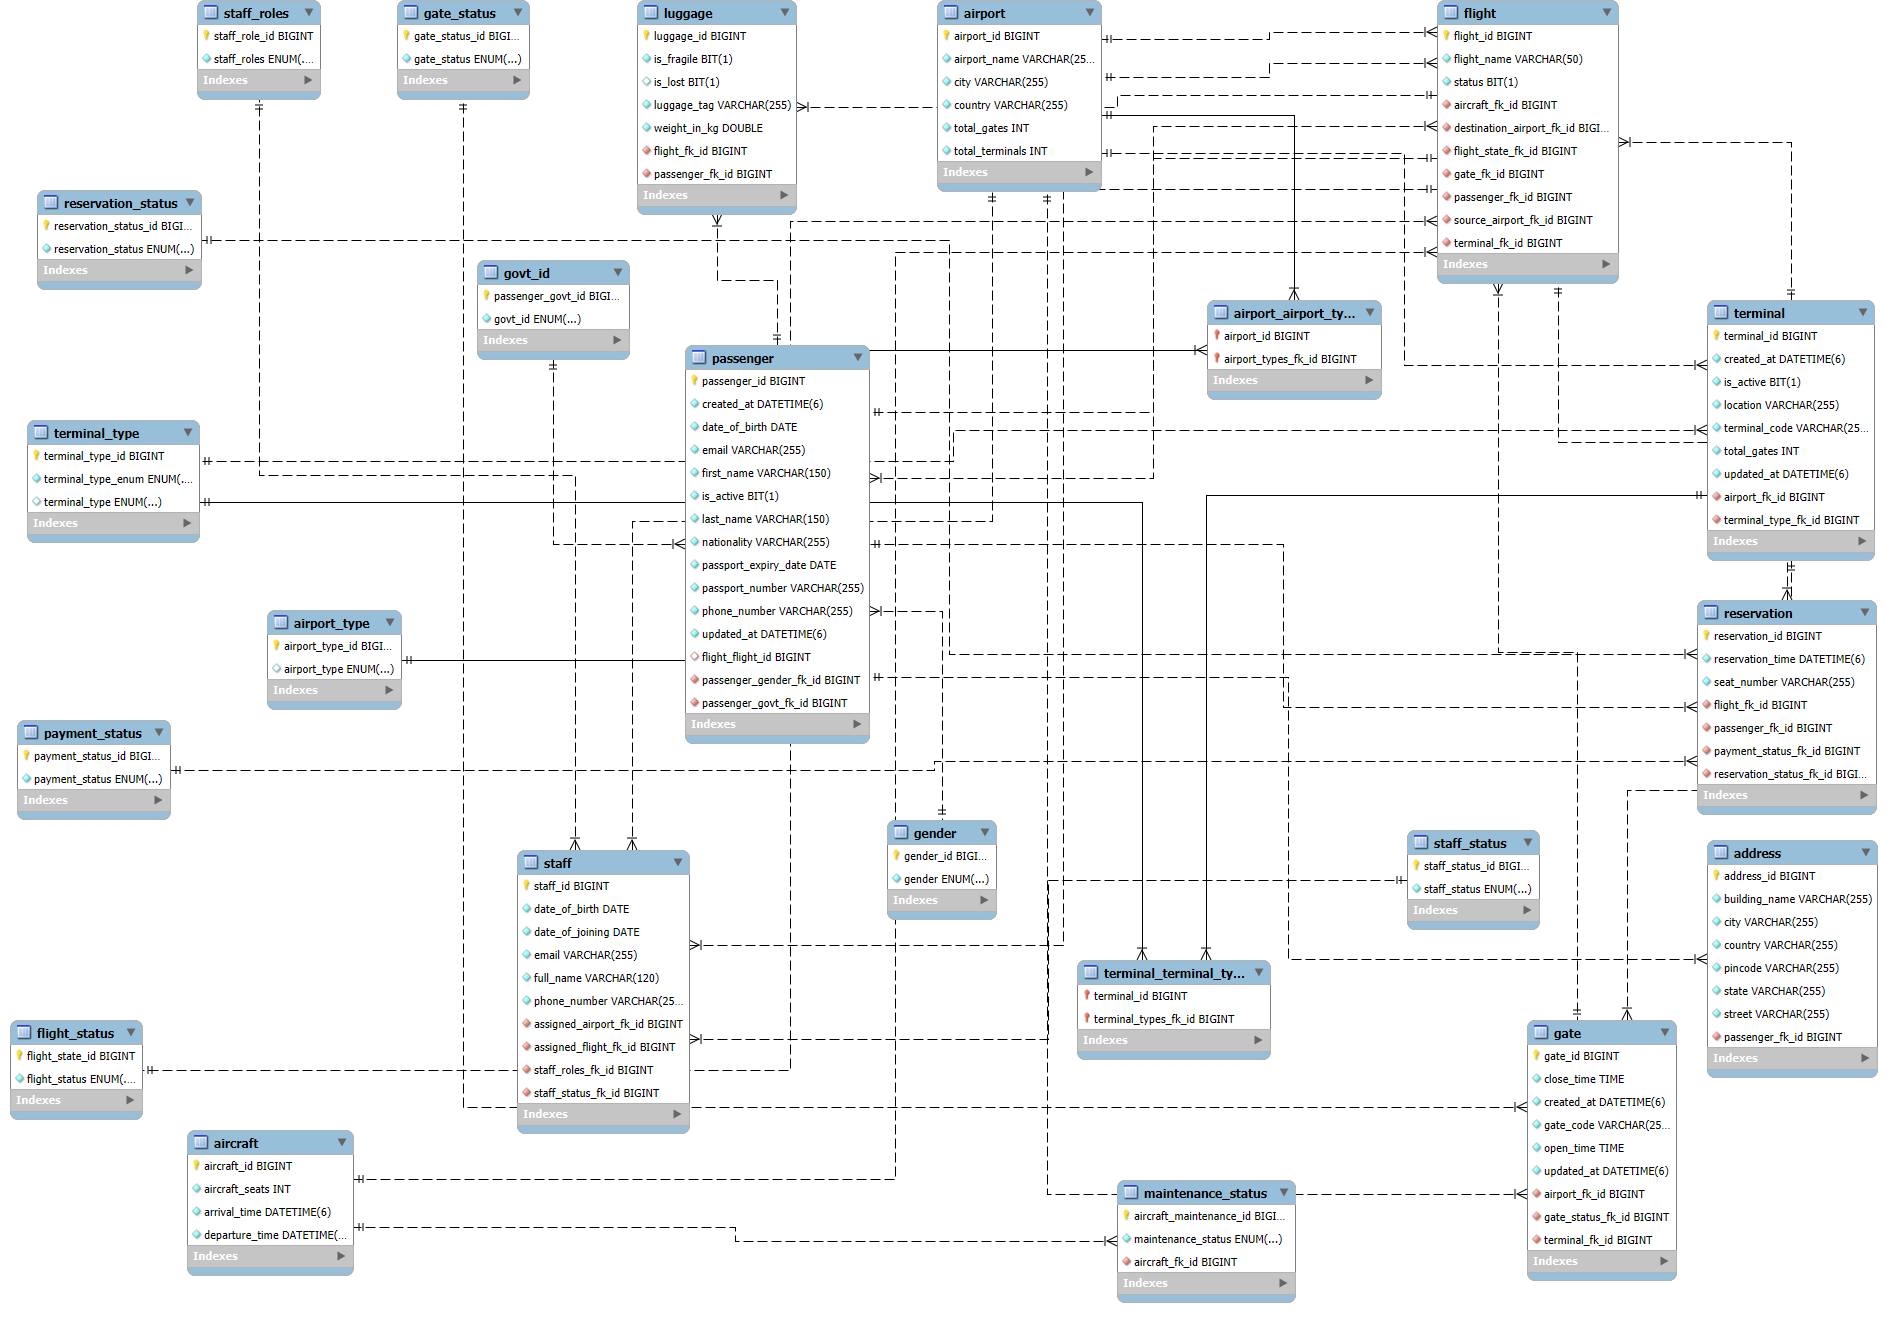 staff_roles
staff_role_id BIGINT
staff_roles ENUM(....
Indexes
gate_status
gate_status_id BIGI...
gate_status ENUM(...)
Indexes
luggage
luggage_id BIGINT
is_fragile BIT(1)
is_lost BIT(1)
luggage_tag VARCHAR(255)
weight_in_kg DOUBLE
flight_fk_id BIGINT
passenger_fk_id BIGINT
Indexes
airport
airport_id BIGINT
airport_name VARCHAR(25...
city VARCHAR(255)
country VARCHAR(255)
total_gates INT
total_terminals INT
Indexes
flight
flight_id BIGINT
flight_name VARCHAR(50)
status BIT(1)
aircraft_fk_id BIGINT
destination_airport_fk_id BIGI...
flight_state_fk_id BIGINT
gate_fk_id BIGINT
passenger_fk_id BIGINT
source_airport_fk_id BIGINT
terminal_fk_id BIGINT
Indexes
reservation_status
reservation_status_id BIGI...
reservation_status ENUM(...)
Indexes
govt_id
passenger_govt_id BIGI...
govt_id ENUM(...)
Indexes
airport_airport_ty...
airport_id BIGINT
airport_types_fk_id BIGINT
Indexes
terminal
terminal_id BIGINT
created_at DATETIME(6)
is_active BIT(1)
location VARCHAR(255)
terminal_code VARCHAR(25...
total_gates INT
updated_at DATETIME(6)
airport_fk_id BIGINT
terminal_type_fk_id BIGINT
Indexes
passenger
passenger_id BIGINT
created_at DATETIME(6)
date_of_birth DATE
email VARCHAR(255)
first_name VARCHAR(150)
is_active BIT(1)
last_name VARCHAR(150)
nationality VARCHAR(255)
passport_expiry_date DATE
passport_number VARCHAR(255)
phone_number VARCHAR(255)
updated_at DATETIME(6)
flight_flight_id BIGINT
passenger_gender_fk_id BIGINT
passenger_govt_fk_id BIGINT
Indexes
terminal_type
terminal_type_id BIGINT
terminal_type_enum ENUM(....
terminal_type ENUM(...)
Indexes
airport_type
airport_type_id BIGI...
airport_type ENUM(...)
Indexes
reservation
reservation_id BIGINT
reservation_time DATETIME(6)
seat_number VARCHAR(255)
flight_fk_id BIGINT
passenger_fk_id BIGINT
payment_status_fk_id BIGINT
reservation_status_fk_id BIGI...
Indexes
payment_status
payment_status_id BIGI...
payment_status ENUM(...)
Indexes
gender
gender_id BIGI...
gender ENUM(...)
Indexes
staff_status
staff_status_id BIGI...
staff_status ENUM(...)
Indexes
address
address_id BIGINT
building_name VARCHAR(255)
city VARCHAR(255)
country VARCHAR(255)
pincode VARCHAR(255)
state VARCHAR(255)
street VARCHAR(255)
passenger_fk_id BIGINT
Indexes
staff
staff_id BIGINT
date_of_birth DATE
date_of_joining DATE
email VARCHAR(255)
full_name VARCHAR(120)
phone_number VARCHAR(25...
assigned_airport_fk_id BIGINT
assigned_flight_fk_id BIGINT
staff_roles_fk_id BIGINT
staff_status_fk_id BIGINT
Indexes
terminal_terminal_ty...
terminal_id BIGINT
terminal_types_fk_id BIGINT
Indexes
flight_status
flight_state_id BIGINT
flight_status ENUM(....
Indexes
gate
gate_id BIGINT
close_time TIME
created_at DATETIME(6)
gate_code VARCHAR(25...
open_time TIME
updated_at DATETIME(6)
airport_fk_id BIGINT
gate_status_fk_id BIGINT
terminal_fk_id BIGINT
Indexes
aircraft
aircraft_id BIGINT
aircraft_seats INT
arrival_time DATETIME(6)
departure_time DATETIME(...
Indexes
maintenance_status
aircraft_maintenance_id BIGI...
maintenance_status ENUM(...)
aircraft_fk_id BIGINT
Indexes